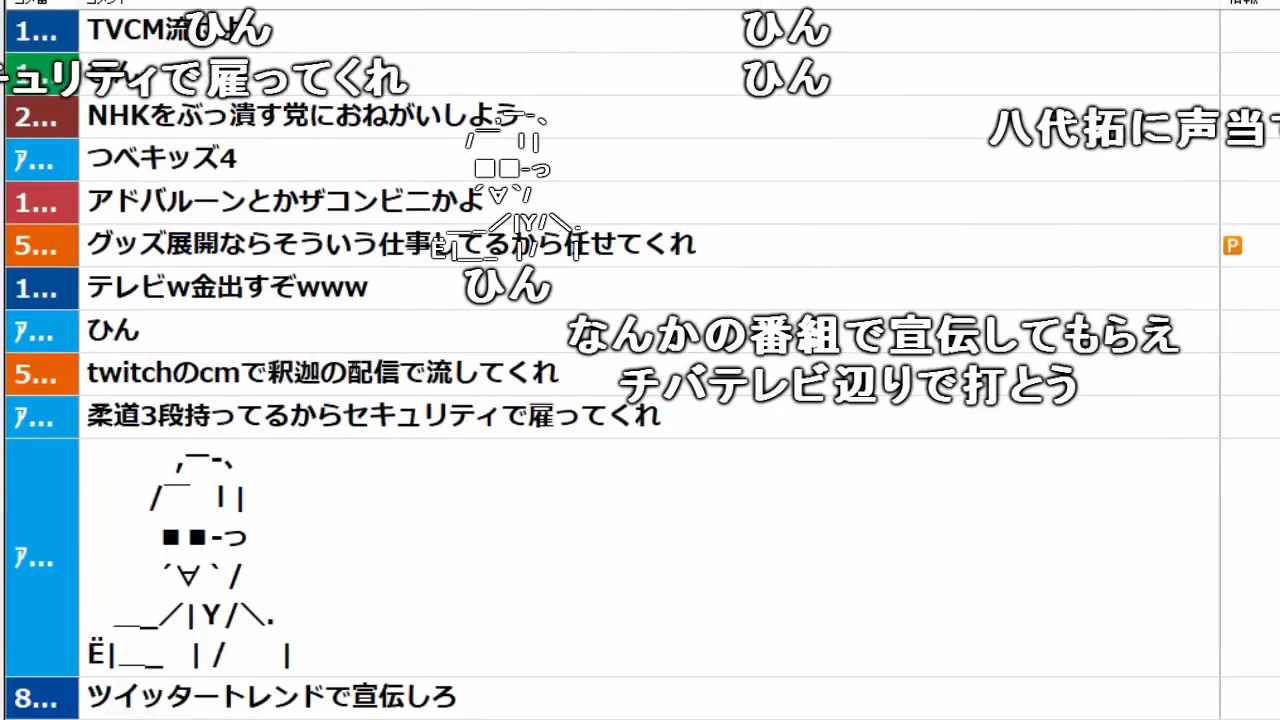 1... TVCM流 ひん ひん
キュリティで雇ってくれ ひん
2... NHKをぶっ潰す党におねがいしよう
八代拓に声当
ｱ... つべキッズ4
1... アドバルーンとかザコンビニかよ
5... グッズ展開ならそういう仕事してるから任せてくれ P
1... テレビw金出すぞwww ひん
ｱ... ひん
なんかの番組で宣伝してもらえ
5... twitchのcmで釈迦の配信で流してくれ
チバテレビ辺りで打とう
ｱ... 柔道3段持ってるからセキュリティで雇ってくれ
,￣-､
/￣ l |
■■-っ
´∀｀/
__／|Y/＼.
ｱ... Ё|__ | / |
8... ツイッタートレンドで宣伝しろ